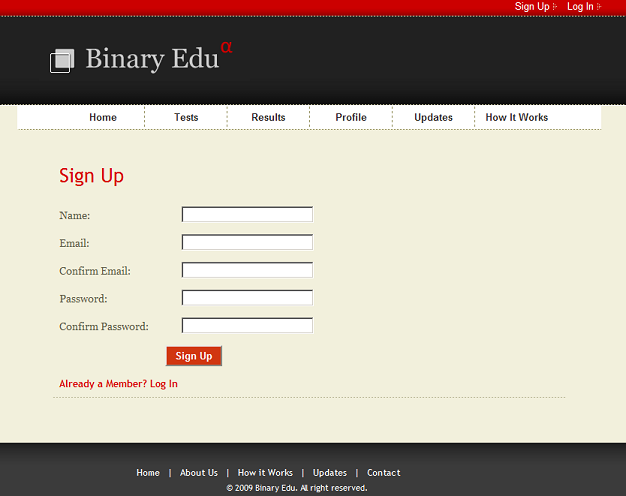 Sign Up Log In
Binary Edu α
Home Tests Results Profile Updates How It Works
Sign Up
Name:
Email:
Confirm Email:
Password:
Confirm Password:
Sign Up
Already a Member? Log In
Home | About Us | How it Works | Updates | Contact
© 2009 Binary Edu. All right reserved.